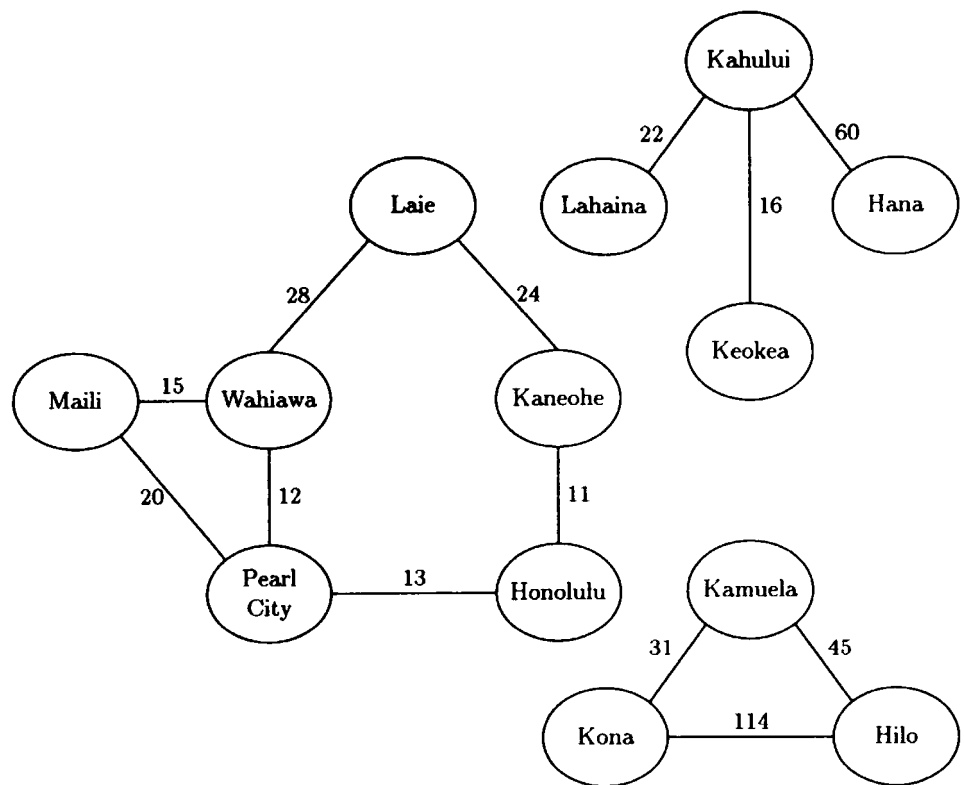 Kahului
22
60
Laie
Lahaina
16
Hana
28
24
Keokea
Maili
15
Wahiawa
Kaneohe
20
12
11
Pearl
City
13
Honolulu
Kamuela
31
45
Kona
114
Hilo